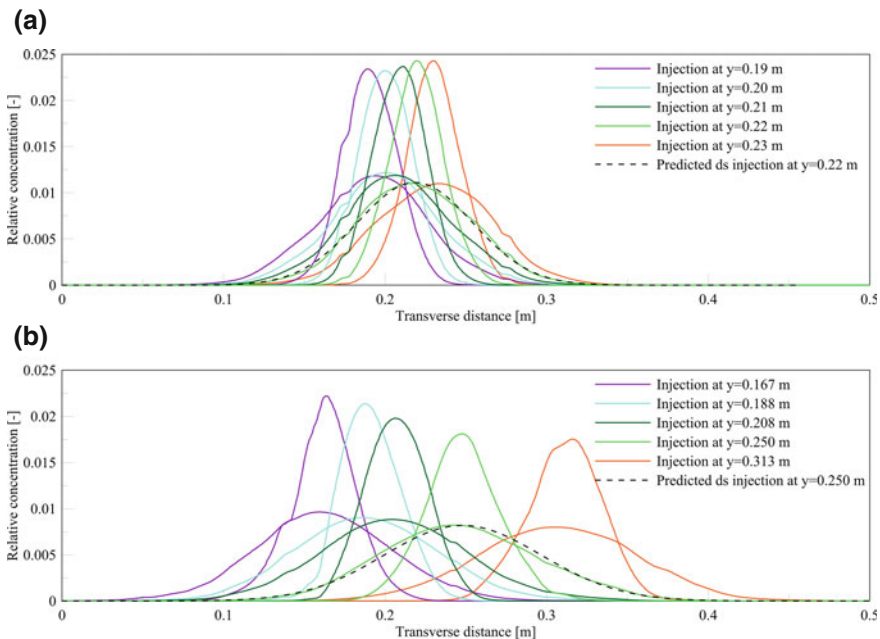 (a)
0.025
0.02
0.015
0.01
0.005
0
Relative concentration [-]
Injection at y=0.19 m
Injection at y=0.20 m
Injection at y=0.21 m
Injection at y=0.22 m
Injection at y=0.23 m
Predicted ds injection at y=0.22 m
0 0.1 0.2 0.3 0.4 0.5
Transverse distance [m]
(b)
0.025
0.02
0.015
0.01
0.005
0
Relative concentration [-]
Injection at y=0.167 m
Injection at y=0.188 m
Injection at y=0.208 m
Injection at y=0.250 m
Injection at y=0.313 m
Predicted ds injection at y=0.250 m
0 0.1 0.2 0.3 0.4 0.5
Transverse distance [m]